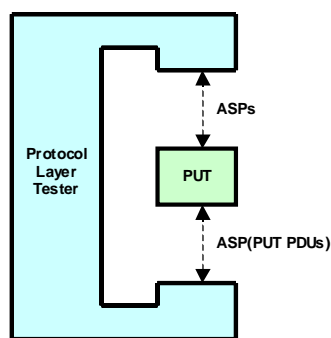 ASPs
Protocol
Layer
Tester
PUT
ASP(PUT PDUs)